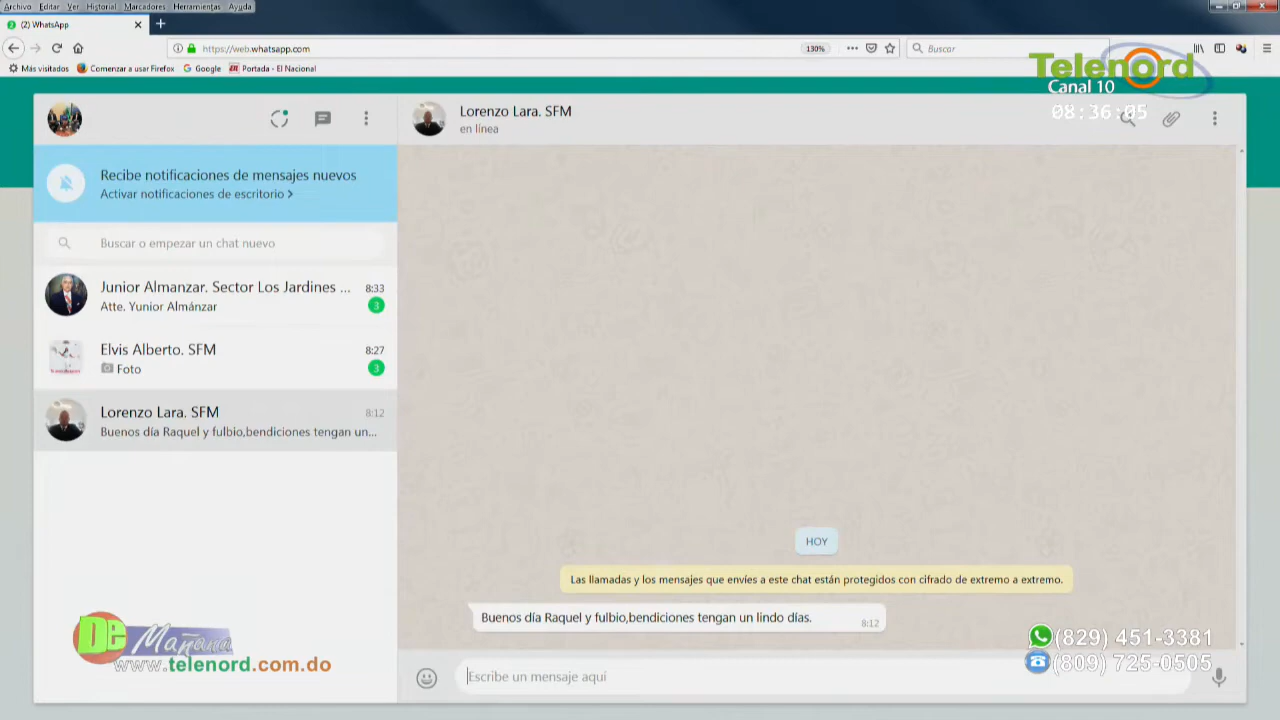 Archivo Editar Ver Historial Marcadores Herramientas Ayuda
(2) WhatsApp
https://web.whatsapp.com
130%
Buscar
Más visitados Comenzar a usar Firefox Google Portada - El Nacional
Telenord
Canal 10
08:36:05
Lorenzo Lara. SFM
en línea
Recibe notificaciones de mensajes nuevos
Activar notificaciones de escritorio >
Buscar o empezar un chat nuevo
Junior Almanzar. Sector Los Jardines ... 8:33
Atte. Yunior Almánzar 3
Elvis Alberto. SFM 8:27
Foto 3
Lorenzo Lara. SFM 8:12
Buenos día Raquel y fulbio,bendiciones tengan un...
HOY
Las llamadas y los mensajes que envíes a este chat están protegidos con cifrado de extremo a extremo.
Buenos día Raquel y fulbio,bendiciones tengan un lindo días. 8:12
Escribe un mensaje aquí
De Mañana
www.telenord.com.do
(829) 451-3381
(809) 725-0505